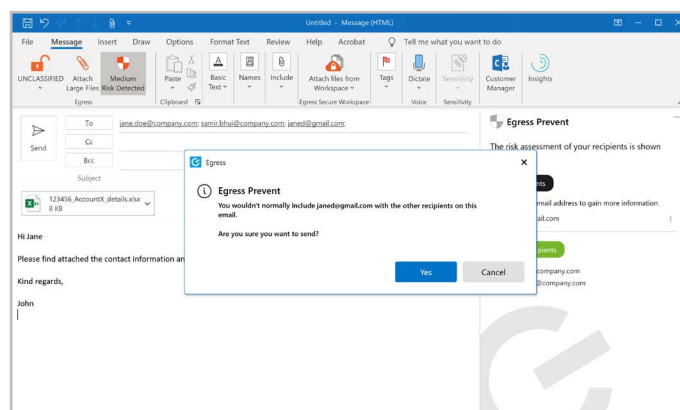 Untitled - Message (HTML)
File Message Insert Draw Options Format Text Review Help Acrobat Tell me what you want to do
UNCLASSIFIED
Attach
Large Files
Medium
Risk Detected
Paste
Basic
Text
Names
Include
Attach files from
Workspace
Tags
Dictate
Sensitivity
Customer
Manager
Insights
Egress
Clipboard
Egress Secure Workspace
Voice
Sensitivity
Send
To
jane.doe@company.com; samir.bhui@company.com; janed@gmail.com;
Cc
Bcc
Subject
123456_AccountX_details.xlsx
8 KB
Hi Jane
Please find attached the contact information an
Kind regards,
John
Egress
Egress Prevent
You wouldn't normally include janed@gmail.com with the other recipients on this
email.
Are you sure you want to send?
Yes
Cancel
Egress Prevent
The risk assessment of your recipients is shown
nts
email address to gain more information
ail.com
pients
company.com
@company.com